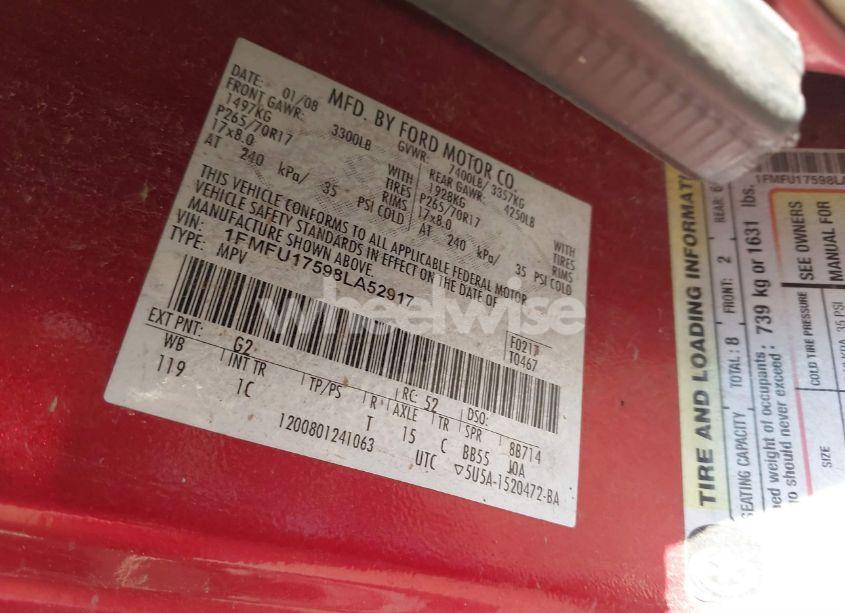 MFD. BY FORD MOTOR CO.
DATE: 01/08 GVWR: 7400LB/ 3357KG
FRONT GAWR: 3300LB REAR GAWR: 4250LB
1497KG WITH 1928KG WITH
P265/70R17 TIRES P265/70R17 TIRES
17x8.0 RIMS 17x8.0 RIMS
AT 240 kPa/ 35 PSI COLD AT 240 kPa/ 35 PSI COLD
THIS VEHICLE CONFORMS TO ALL APPLICABLE FEDERAL MOTOR
VEHICLE SAFETY STANDARDS IN EFFECT ON THE DATE OF
MANUFACTURE SHOWN ABOVE.
VIN: 1FMFU17598LA52917
TYPE: MPV
F0217
T0467
EXT PNT: G2 RC: 52 DSO:
WB INT TR TP/PS R AXLE TR SPR 8B714
119 1C T 15 C BB55 JOA
1200801241063 UTC ▽5U5A-1520472-BA
wheelwise
1FMFU17598LA
TIRE AND LOADING INFORMATI
SEATING CAPACITY TOTAL: 8 FRONT: 2 REAR: 6
ned weight of occupants
o should never exceed : 739 kg or 1631 lbs.
SIZE COLD TIRE PRESSURE SEE OWNERS
MANUAL FOR
35 PSI